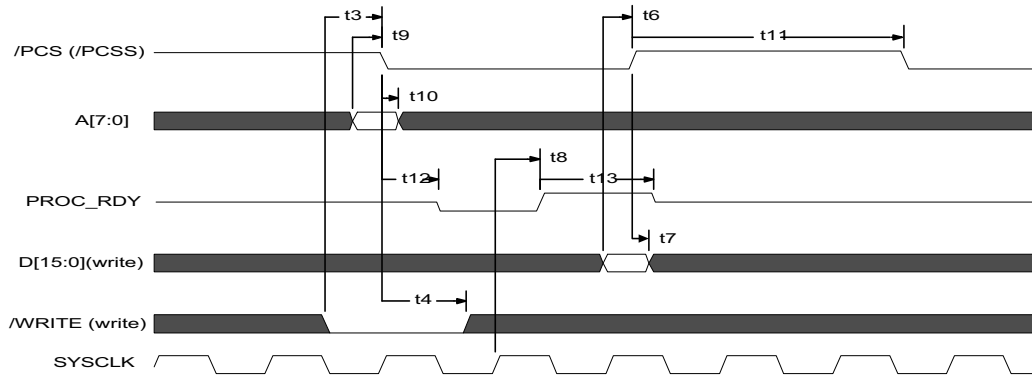 t3
t6
/PCS (/PCSS)
t9
t11
t10
A[7:0]
t8
t12
t13
PROC_RDY
t7
D[15:0](write)
t4
/WRITE (write)
SYSCLK